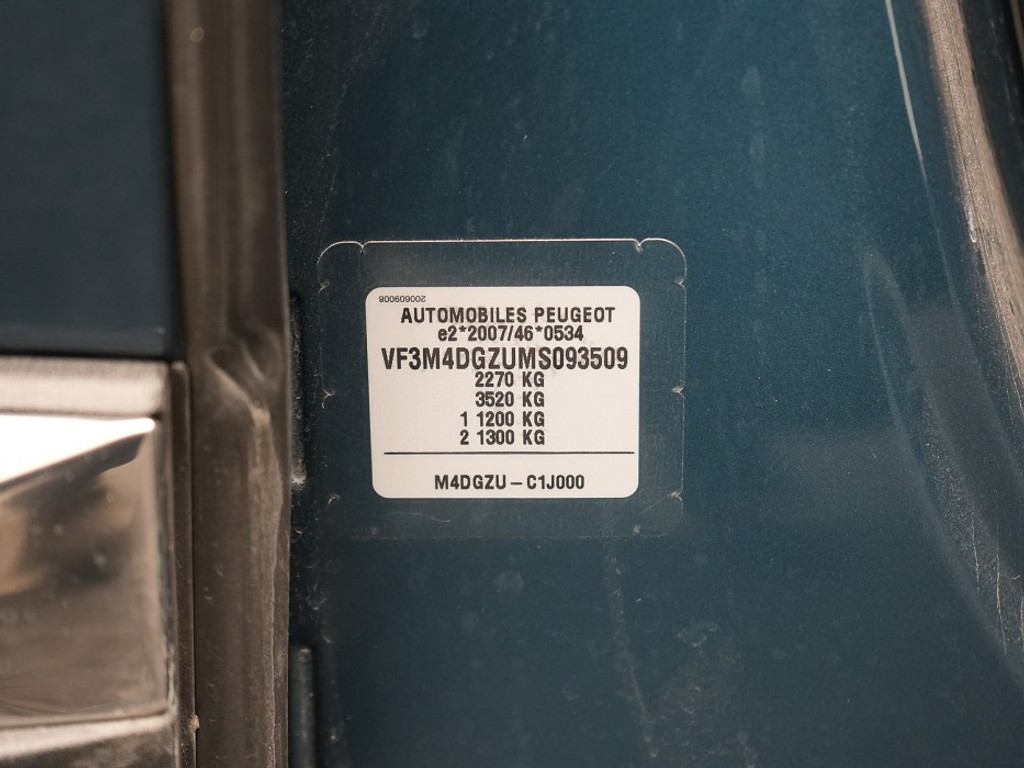 200609008
AUTOMOBILES PEUGEOT
e2*2007/46*0534
VF3M4DGZUMS093509
2270 KG
3520 KG
1 1200 KG
2 1300 KG
M4DGZU – C1J000